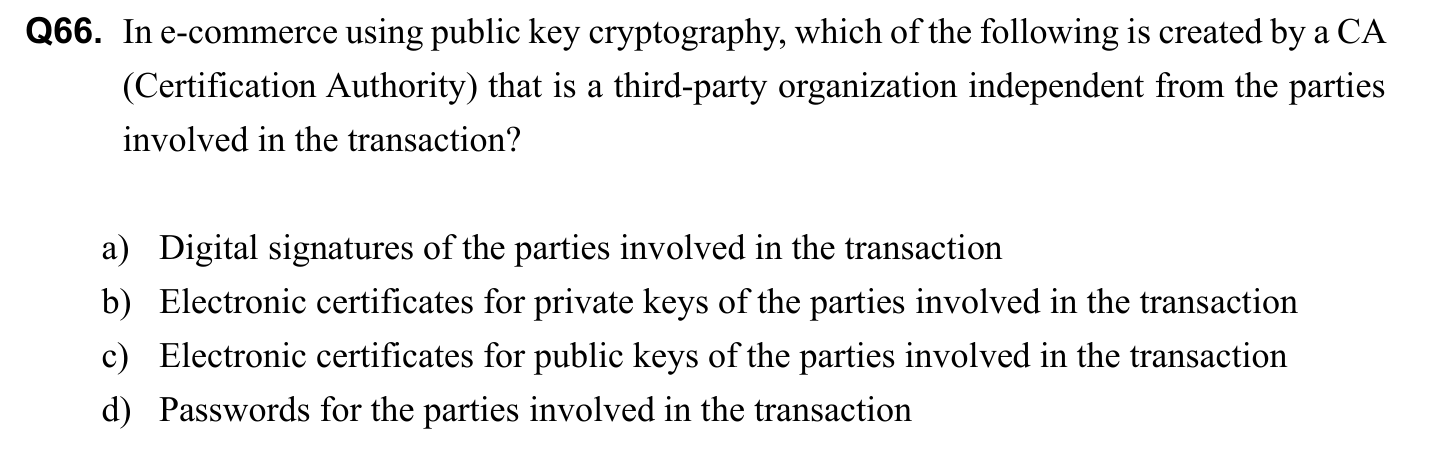 Q66. In e-commerce using public key cryptography, which of the following is created by a CA
(Certification Authority) that is a third-party organization independent from the parties
involved in the transaction?
a) Digital signatures of the parties involved in the transaction
b) Electronic certificates for private keys of the parties involved in the transaction
c) Electronic certificates for public keys of the parties involved in the transaction
d) Passwords for the parties involved in the transaction